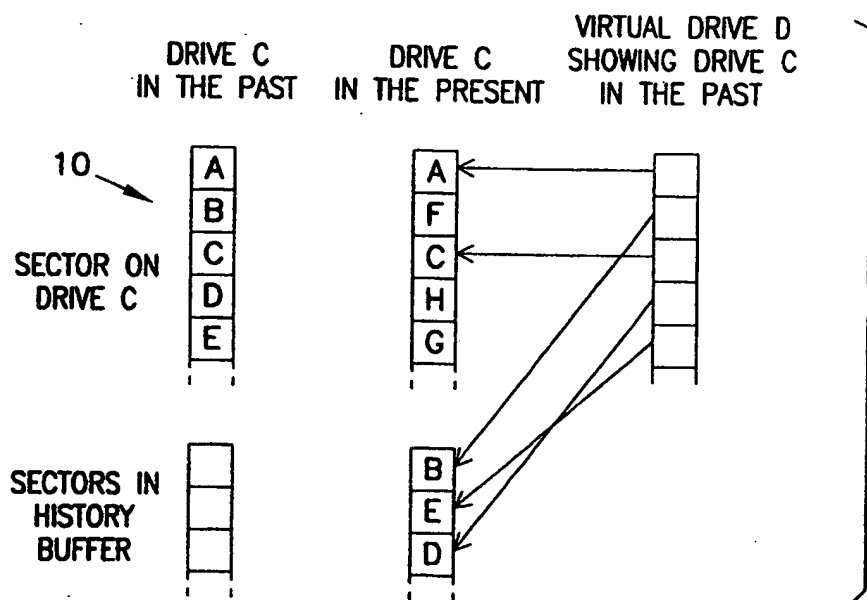 DRIVE C
IN THE PAST
DRIVE C
IN THE PRESENT
VIRTUAL DRIVE D
SHOWING DRIVE C
IN THE PAST
10
SECTOR ON
DRIVE C
A
B
C
D
E
A
F
C
H
G
SECTORS IN
HISTORY
BUFFER
B
E
D